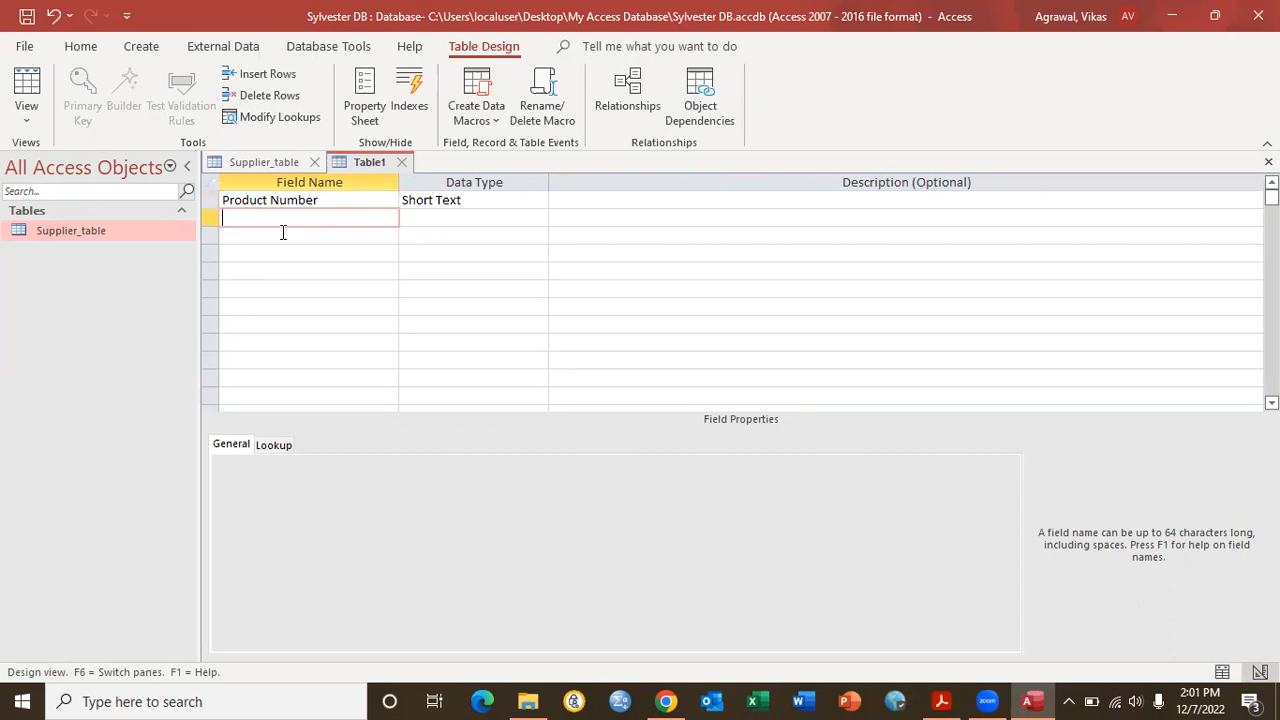 Sylvester DB : Database- C:\Users\localuser\Desktop\My Access Database\Sylvester DB.accdb (Access 2007 - 2016 file format) - Access
Agrawal, Vikas
AV
File
Home
Create
External Data
Database Tools
Help
Table Design
Tell me what you want to do
View
Primary Key
Builder
Test Validation Rules
Insert Rows
Delete Rows
Modify Lookups
Property Sheet
Indexes
Create Data Macros
Rename/ Delete Macro
Relationships
Object Dependencies
Views
Tools
Show/Hide
Field, Record & Table Events
Relationships
All Access Objects
Search...
Tables
Supplier_table
Supplier_table
Table1
Field Name
Data Type
Description (Optional)
Product Number
Short Text
Field Properties
General
Lookup
A field name can be up to 64 characters long,
including spaces. Press F1 for help on field
names.
Design view. F6 = Switch panes. F1 = Help.
Type here to search
zoom
2:01 PM
12/7/2022
3